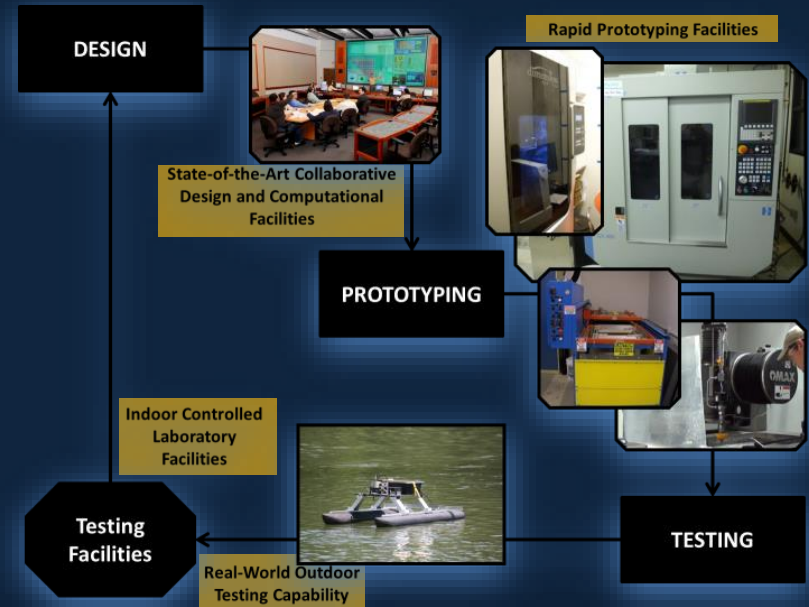 DESIGN
Rapid Prototyping Facilities
State-of-the-Art Collaborative
Design and Computational
Facilities
PROTOTYPING
OMAX
Indoor Controlled
Laboratory
Facilities
Testing
Facilities
TESTING
Real-World Outdoor
Testing Capability